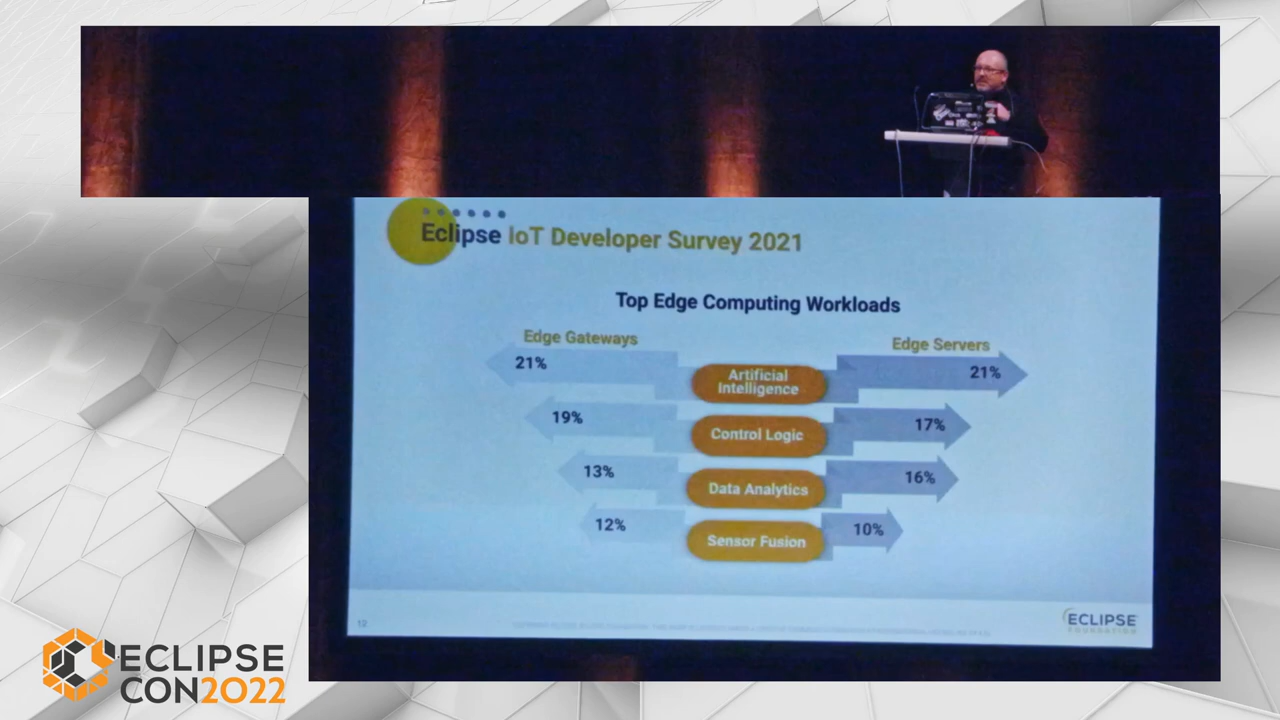 Eclipse IoT Developer Survey 2021
Top Edge Computing Workloads
Edge Gateways
Edge Servers
21%
Artificial
Intelligence
21%
19%
Control Logic
17%
13%
Data Analytics
16%
12%
Sensor Fusion
10%
12
ECLIPSE
FOUNDATION
ECLIPSE
CON2022